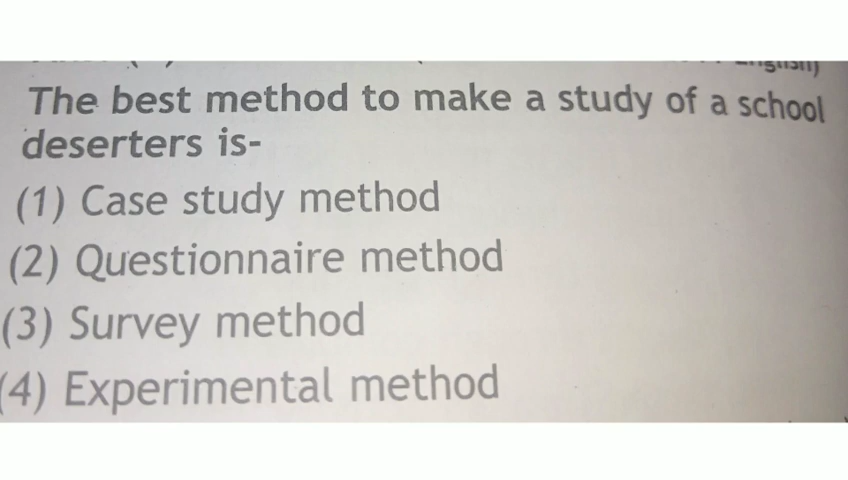 The best method to make a study of a school
deserters is-
(1) Case study method
(2) Questionnaire method
(3) Survey method
(4) Experimental method